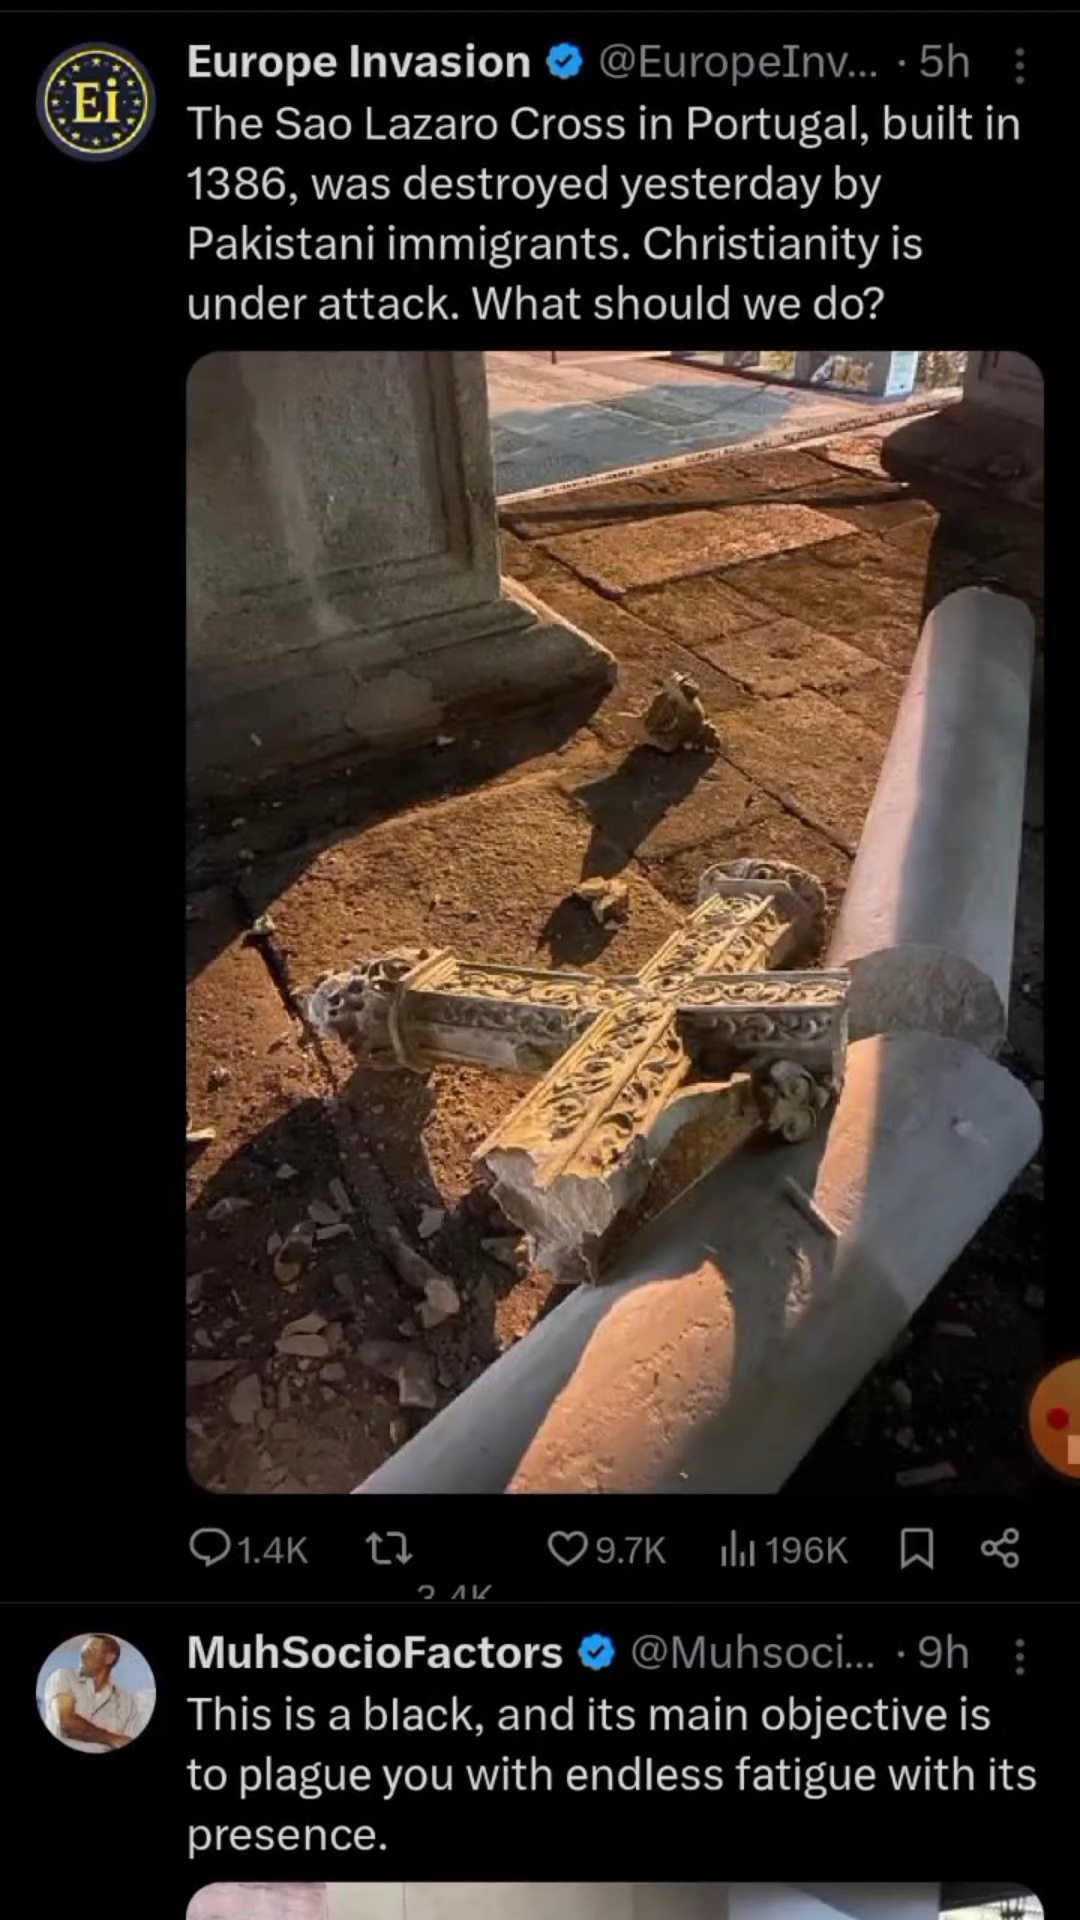 Europe Invasion @EuropeInv... · 5h
Ei
The Sao Lazaro Cross in Portugal, built in
1386, was destroyed yesterday by
Pakistani immigrants. Christianity is
under attack. What should we do?
1.4K 9.7K 196K
MuhSocioFactors @Muhsoci... · 9h
This is a black, and its main objective is
to plague you with endless fatigue with its
presence.